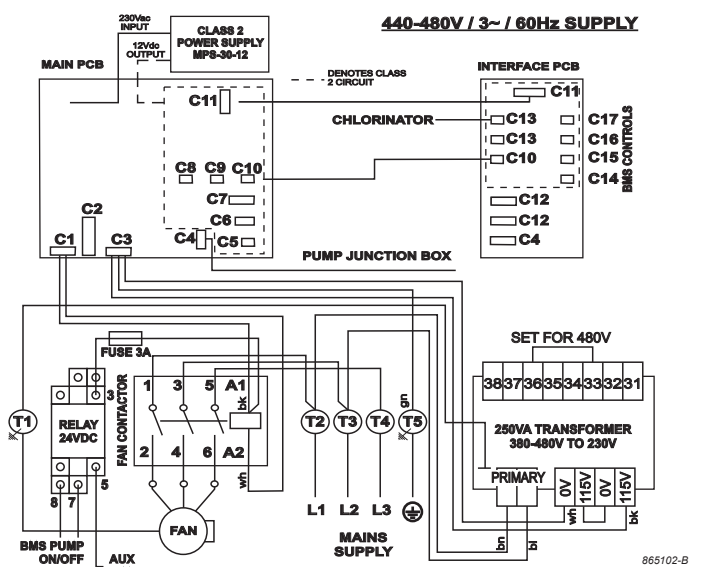 440-480V / 3~ / 60Hz SUPPLY
230Vac
INPUT
12Vdc
OUTPUT
CLASS 2
POWER SUPPLY
MPS-30-12
MAIN PCB
DENOTES CLASS
2 CIRCUIT
INTERFACE PCB
C11
C11
CHLORINATOR
C13
C17
C13
C16
C10
C15
C14
BMS CONTROLS
C8
C9
C10
C7
C12
C2
C6
C12
C1
C3
C4
C5
C4
PUMP JUNCTION BOX
FUSE 3A
SET FOR 480V
FAN CONTACTOR
1
3
5
A1
bk
38
37
36
35
34
33
32
31
3
gn
T1
RELAY
24VDC
T2
T3
T4
T5
250VA TRANSFORMER
380-480V TO 230V
2
4
6
A2
wh
PRIMARY
0V
115V
0V
115V
5
8
7
L1
L2
L3
wh
bk
FAN
bn
bl
BMS PUMP
ON/OFF
AUX
MAINS
SUPPLY
865102-B